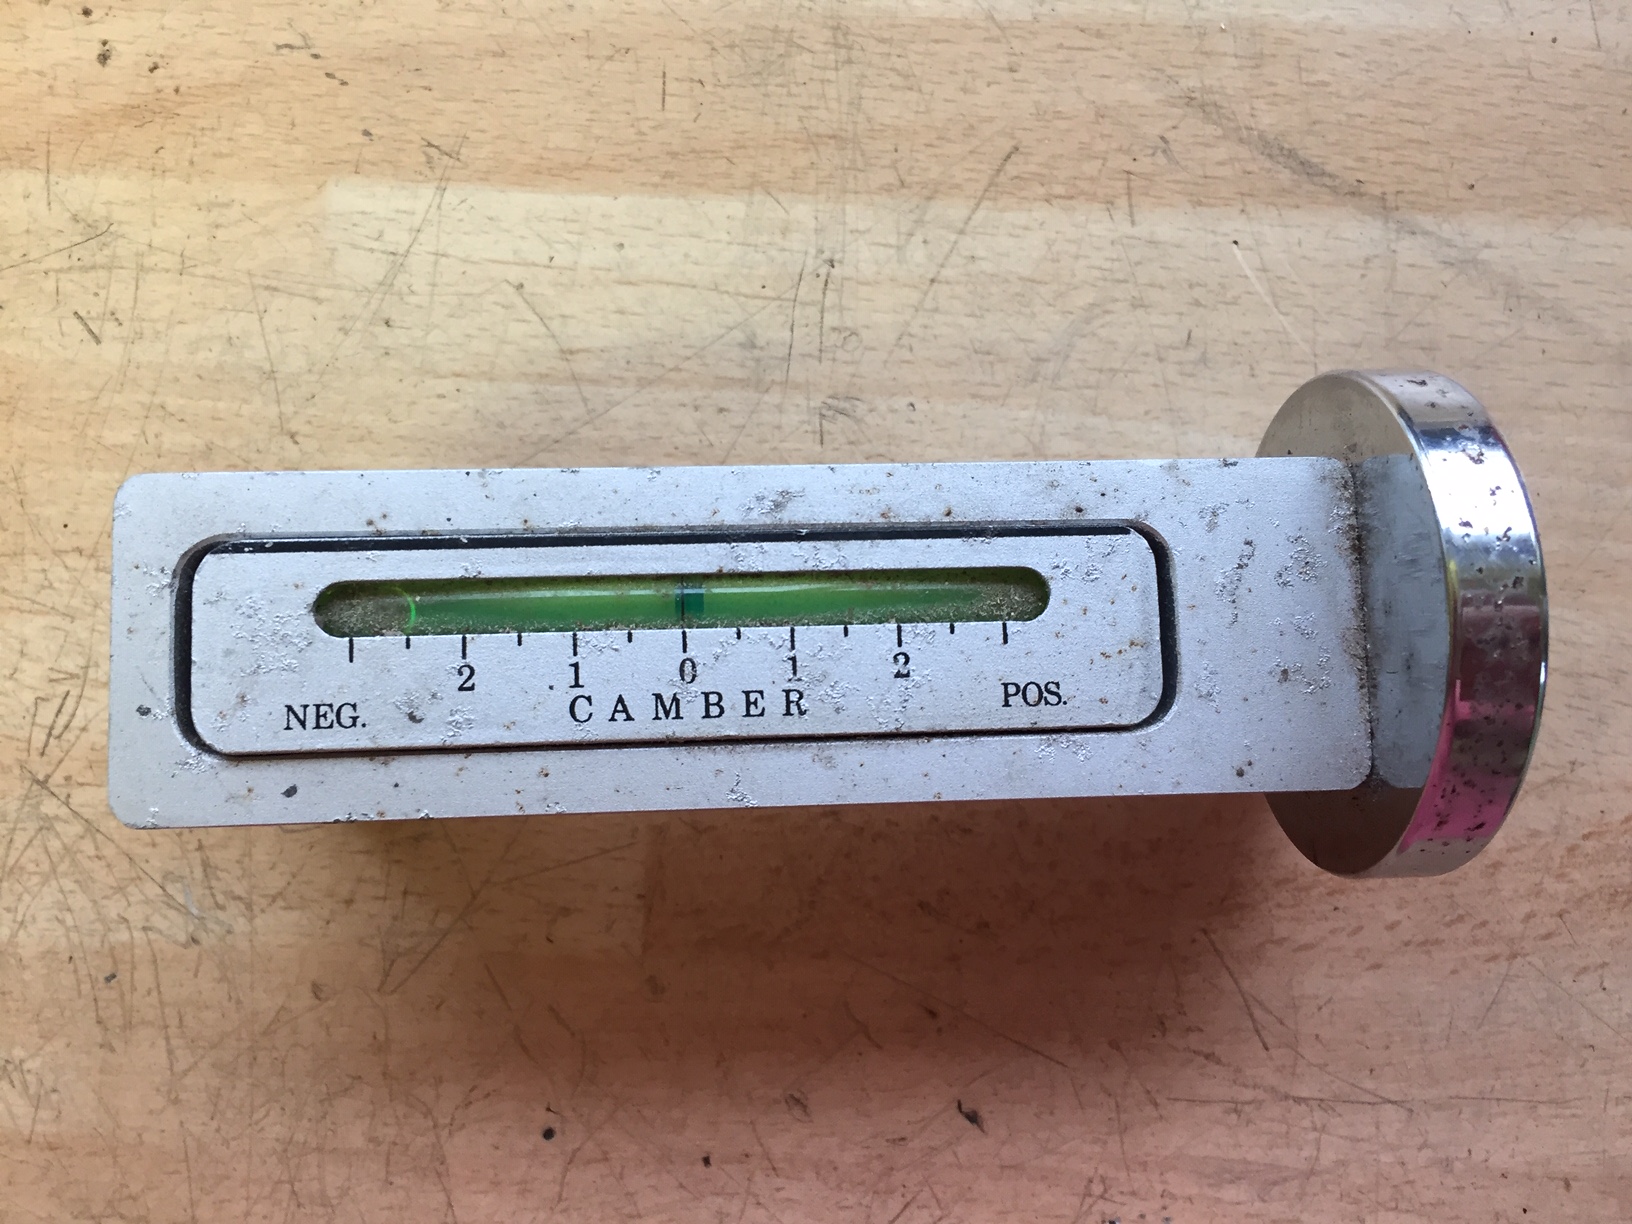 2 1 0 1 2
NEG. CAMBER POS.